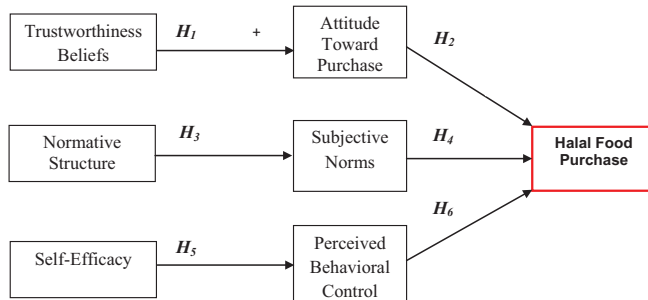 Trustworthiness
Beliefs
H1
+
Attitude
Toward
Purchase
H2
Normative
Structure
H3
Subjective
Norms
H4
Halal Food
Purchase
Self-Efficacy
H5
Perceived
Behavioral
Control
H6